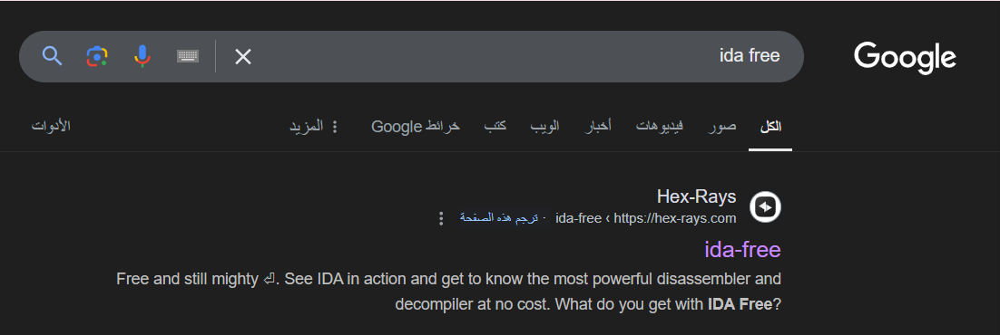 ida free
Google
الكل صور فيديوهات أخبار الويب كتب خرائط Google المزيد الأدوات
Hex-Rays
https://hex-rays.com › ida-free · ترجم هذه الصفحة
ida-free
Free and still mighty ⏎. See IDA in action and get to know the most powerful disassembler and
decompiler at no cost. What do you get with IDA Free?